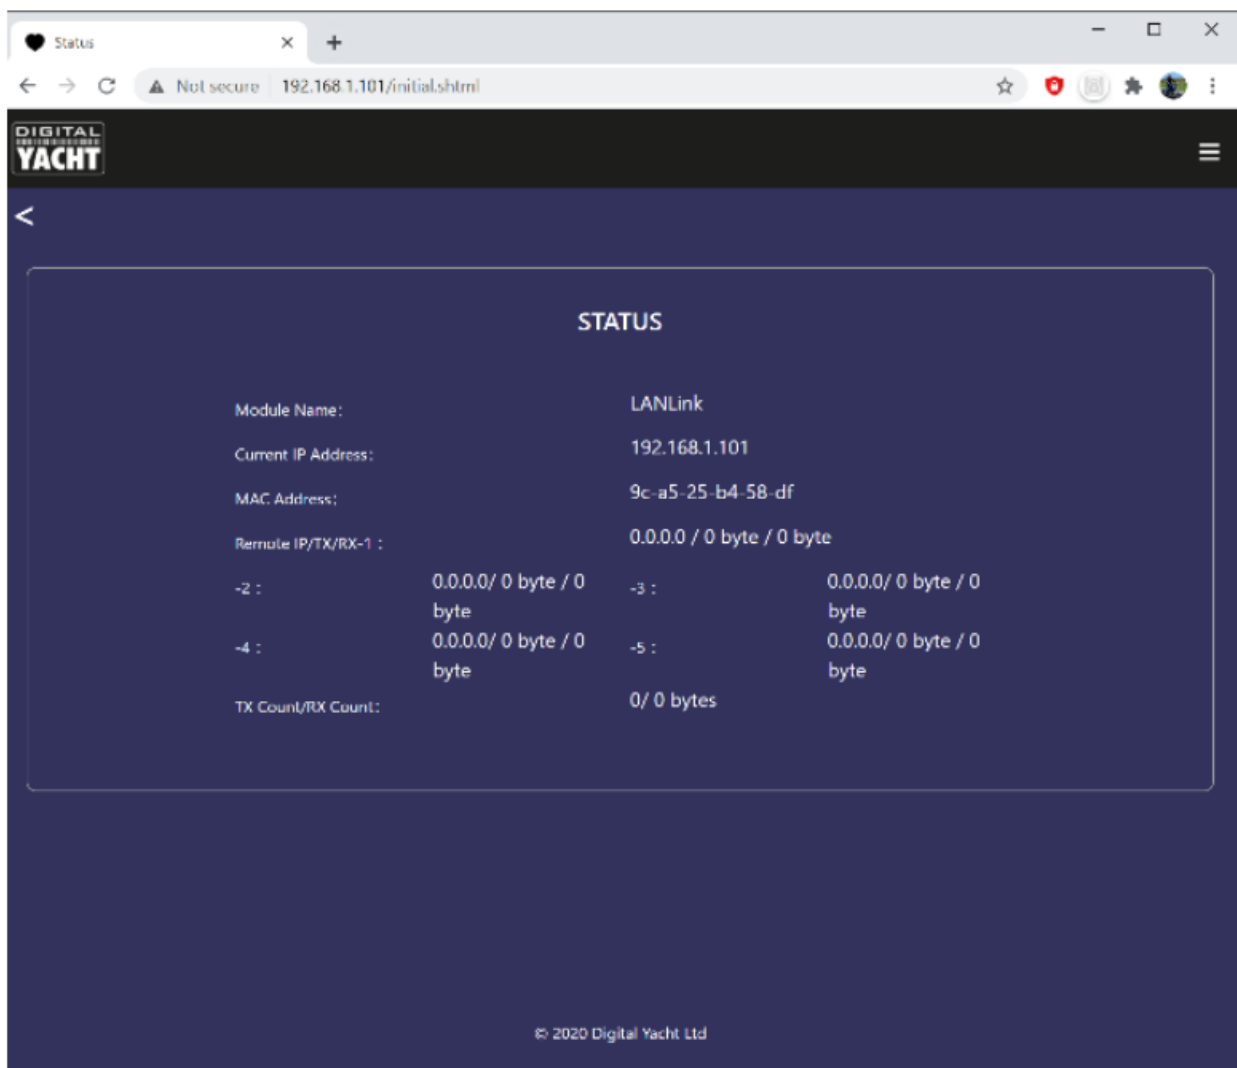 Status
Not secure 192.168.1.101/initial.shtml
DIGITAL
YACHT
<
STATUS
Module Name: LANLink
Current IP Address: 192.168.1.101
MAC Address: 9c-a5-25-b4-58-df
Remote IP/TX/RX-1 : 0.0.0.0 / 0 byte / 0 byte
-2 : 0.0.0.0/ 0 byte / 0 byte
-3 : 0.0.0.0/ 0 byte / 0 byte
-4 : 0.0.0.0/ 0 byte / 0 byte
-5 : 0.0.0.0/ 0 byte / 0 byte
TX Count/RX Count: 0/ 0 bytes
© 2020 Digital Yacht Ltd